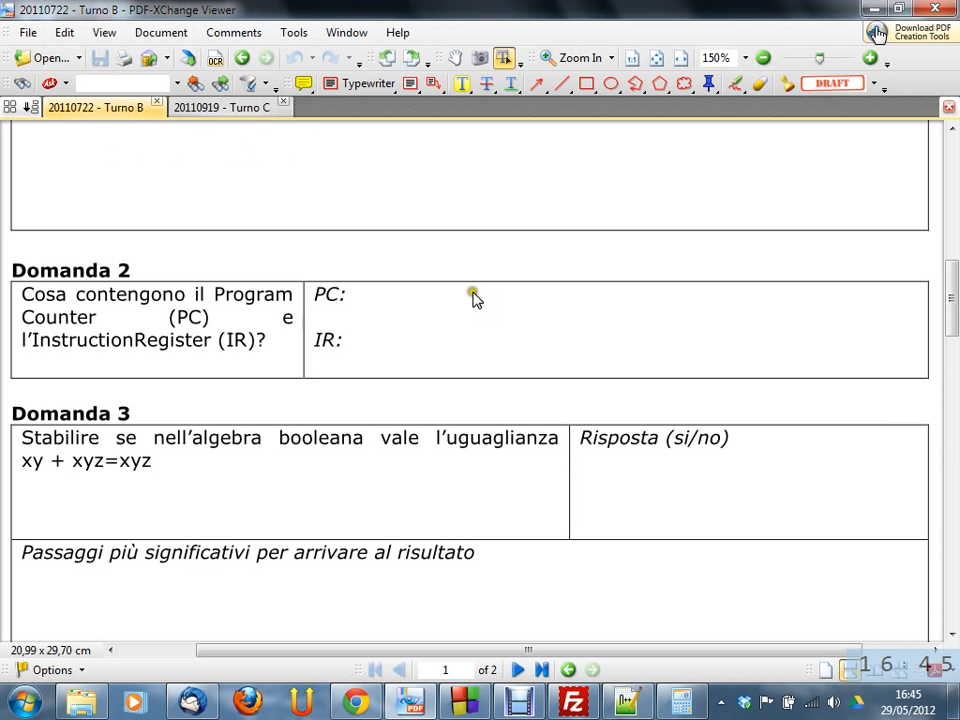 20110722 - Turno B - PDF-XChange Viewer
File Edit View Document Comments Tools Window Help
Download PDF
Creation Tools
Open... OCR Zoom In 150%
Typewriter DRAFT
20110722 - Turno B 20110919 - Turno C
Domanda 2
Cosa contengono il Program
Counter (PC) e
l'InstructionRegister (IR)?
PC:
IR:
Domanda 3
Stabilire se nell'algebra booleana vale l'uguaglianza
xy + xyz=xyz
Risposta (si/no)
Passaggi più significativi per arrivare al risultato
20,99 x 29,70 cm
Options 1 of 2
16:45
16:45
29/05/2012